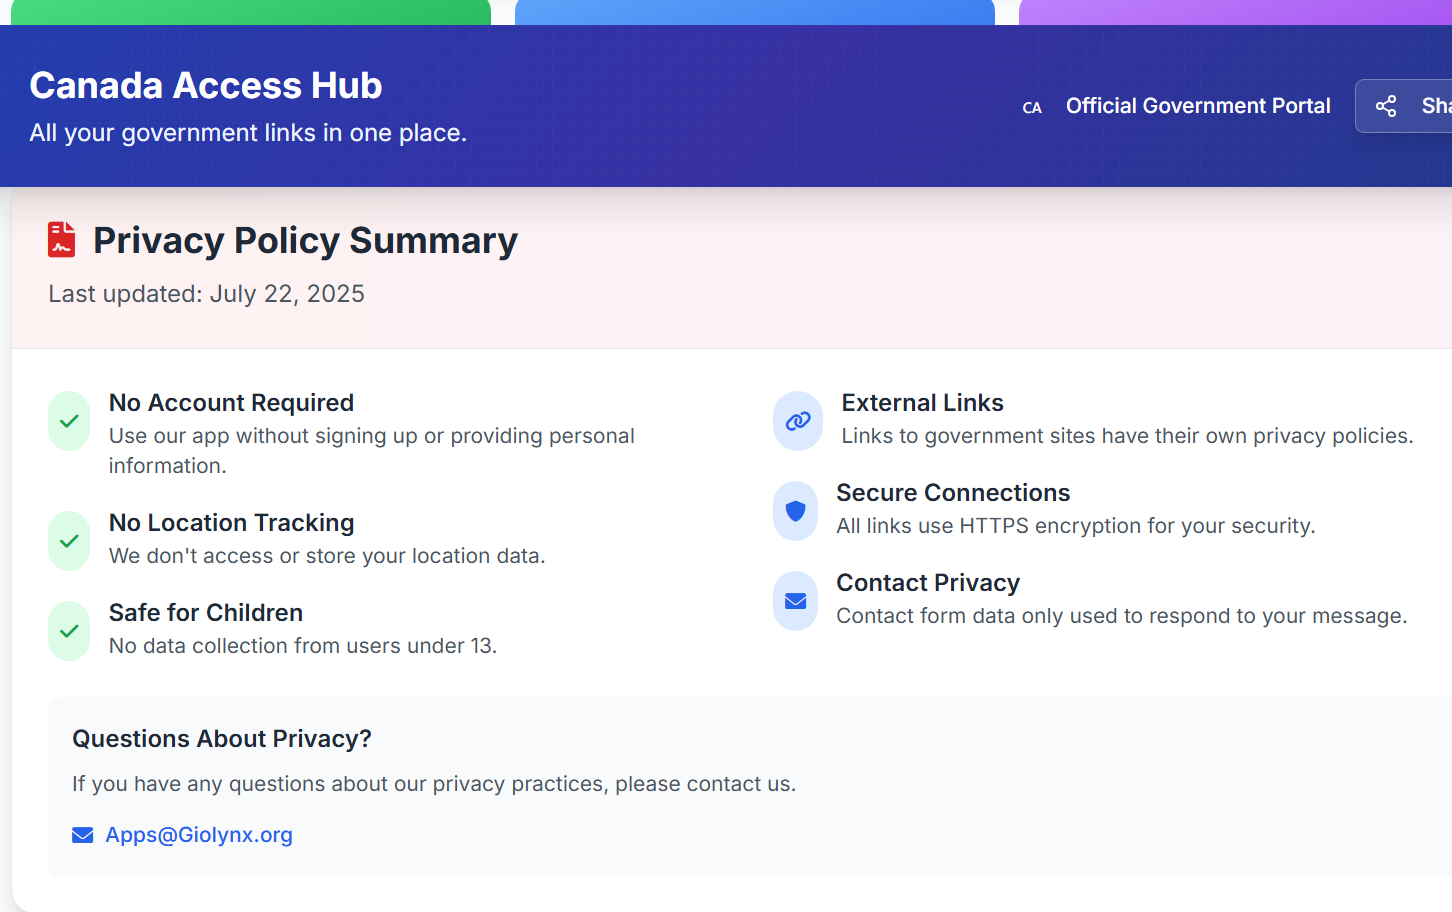 Canada Access Hub
All your government links in one place.
CA Official Government Portal
Privacy Policy Summary
Last updated: July 22, 2025
No Account Required
Use our app without signing up or providing personal
information.
No Location Tracking
We don't access or store your location data.
Safe for Children
No data collection from users under 13.
External Links
Links to government sites have their own privacy policies.
Secure Connections
All links use HTTPS encryption for your security.
Contact Privacy
Contact form data only used to respond to your message.
Questions About Privacy?
If you have any questions about our privacy practices, please contact us.
Apps@Giolynx.org